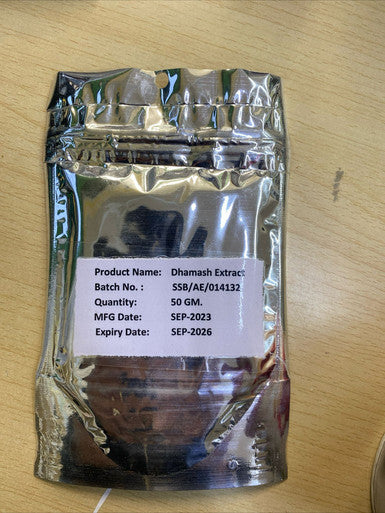 Product Name: Dhamash Extract
Batch No. : SSB/AE/014132
Quantity: 50 GM.
MFG Date: SEP-2023
Expiry Date: SEP-2026